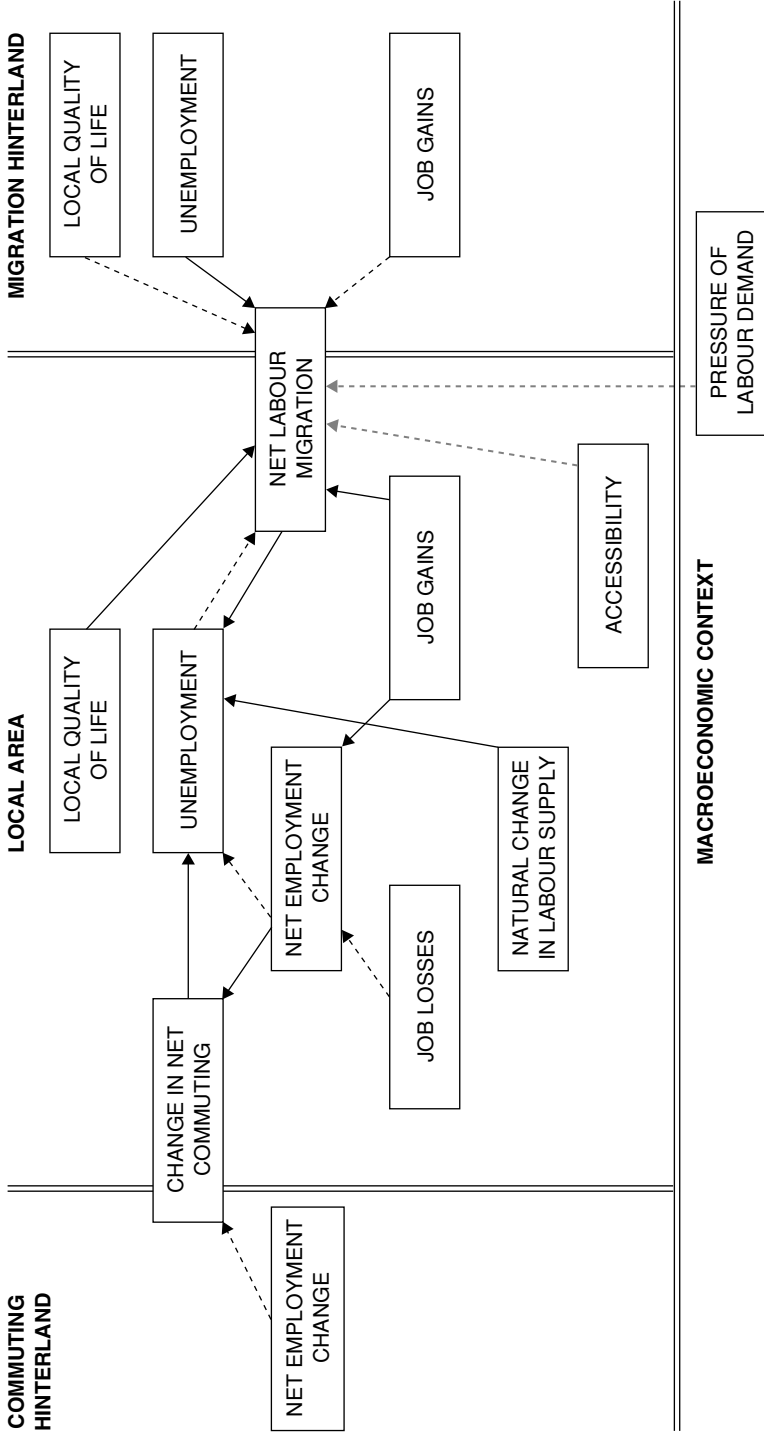 COMMUTING
HINTERLAND
LOCAL AREA
MIGRATION HINTERLAND
LOCAL QUALITY
OF LIFE
LOCAL QUALITY
OF LIFE
CHANGE IN NET
COMMUTING
UNEMPLOYMENT
UNEMPLOYMENT
NET EMPLOYMENT
CHANGE
NET EMPLOYMENT
CHANGE
NET LABOUR
MIGRATION
JOB LOSSES
JOB GAINS
JOB GAINS
NATURAL CHANGE
IN LABOUR SUPPLY
ACCESSIBILITY
MACROECONOMIC CONTEXT
PRESSURE OF
LABOUR DEMAND